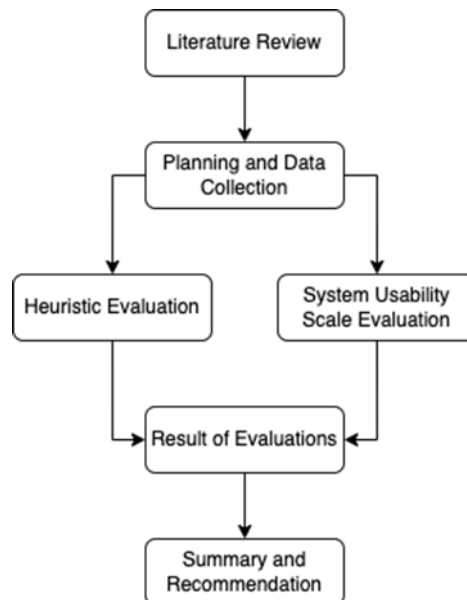 Literature Review
Planning and Data
Collection
Heuristic Evaluation
System Usability
Scale Evaluation
Result of Evaluations
Summary and
Recommendation